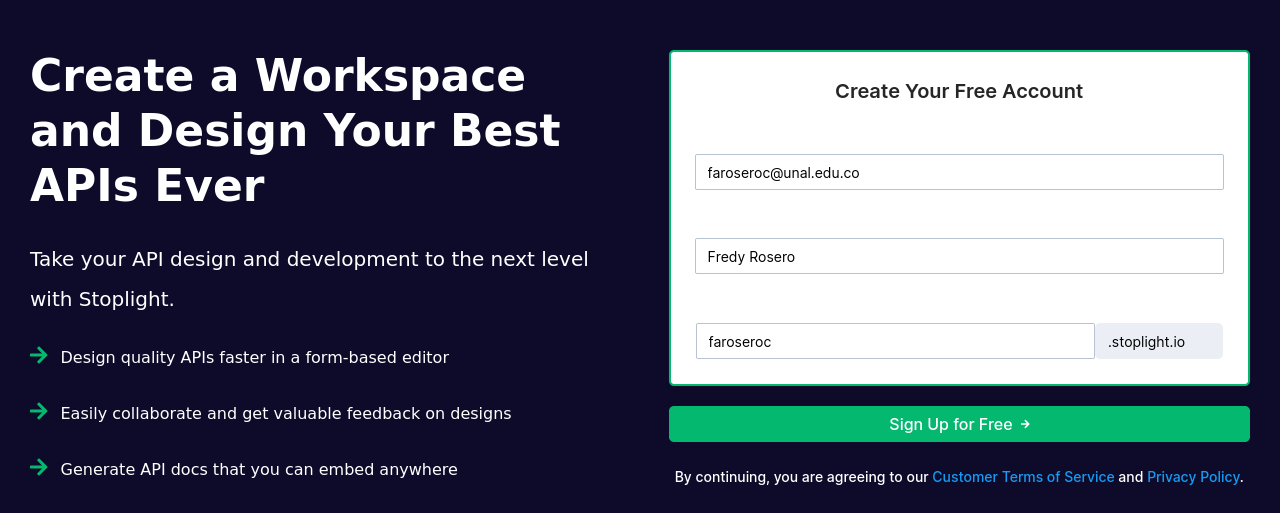 Create a Workspace
and Design Your Best
APIs Ever
Take your API design and development to the next level
with Stoplight.
Design quality APIs faster in a form-based editor
Easily collaborate and get valuable feedback on designs
Generate API docs that you can embed anywhere
Create Your Free Account
faroseroc@unal.edu.co
Fredy Rosero
faroseroc .stoplight.io
Sign Up for Free →
By continuing, you are agreeing to our Customer Terms of Service and Privacy Policy.